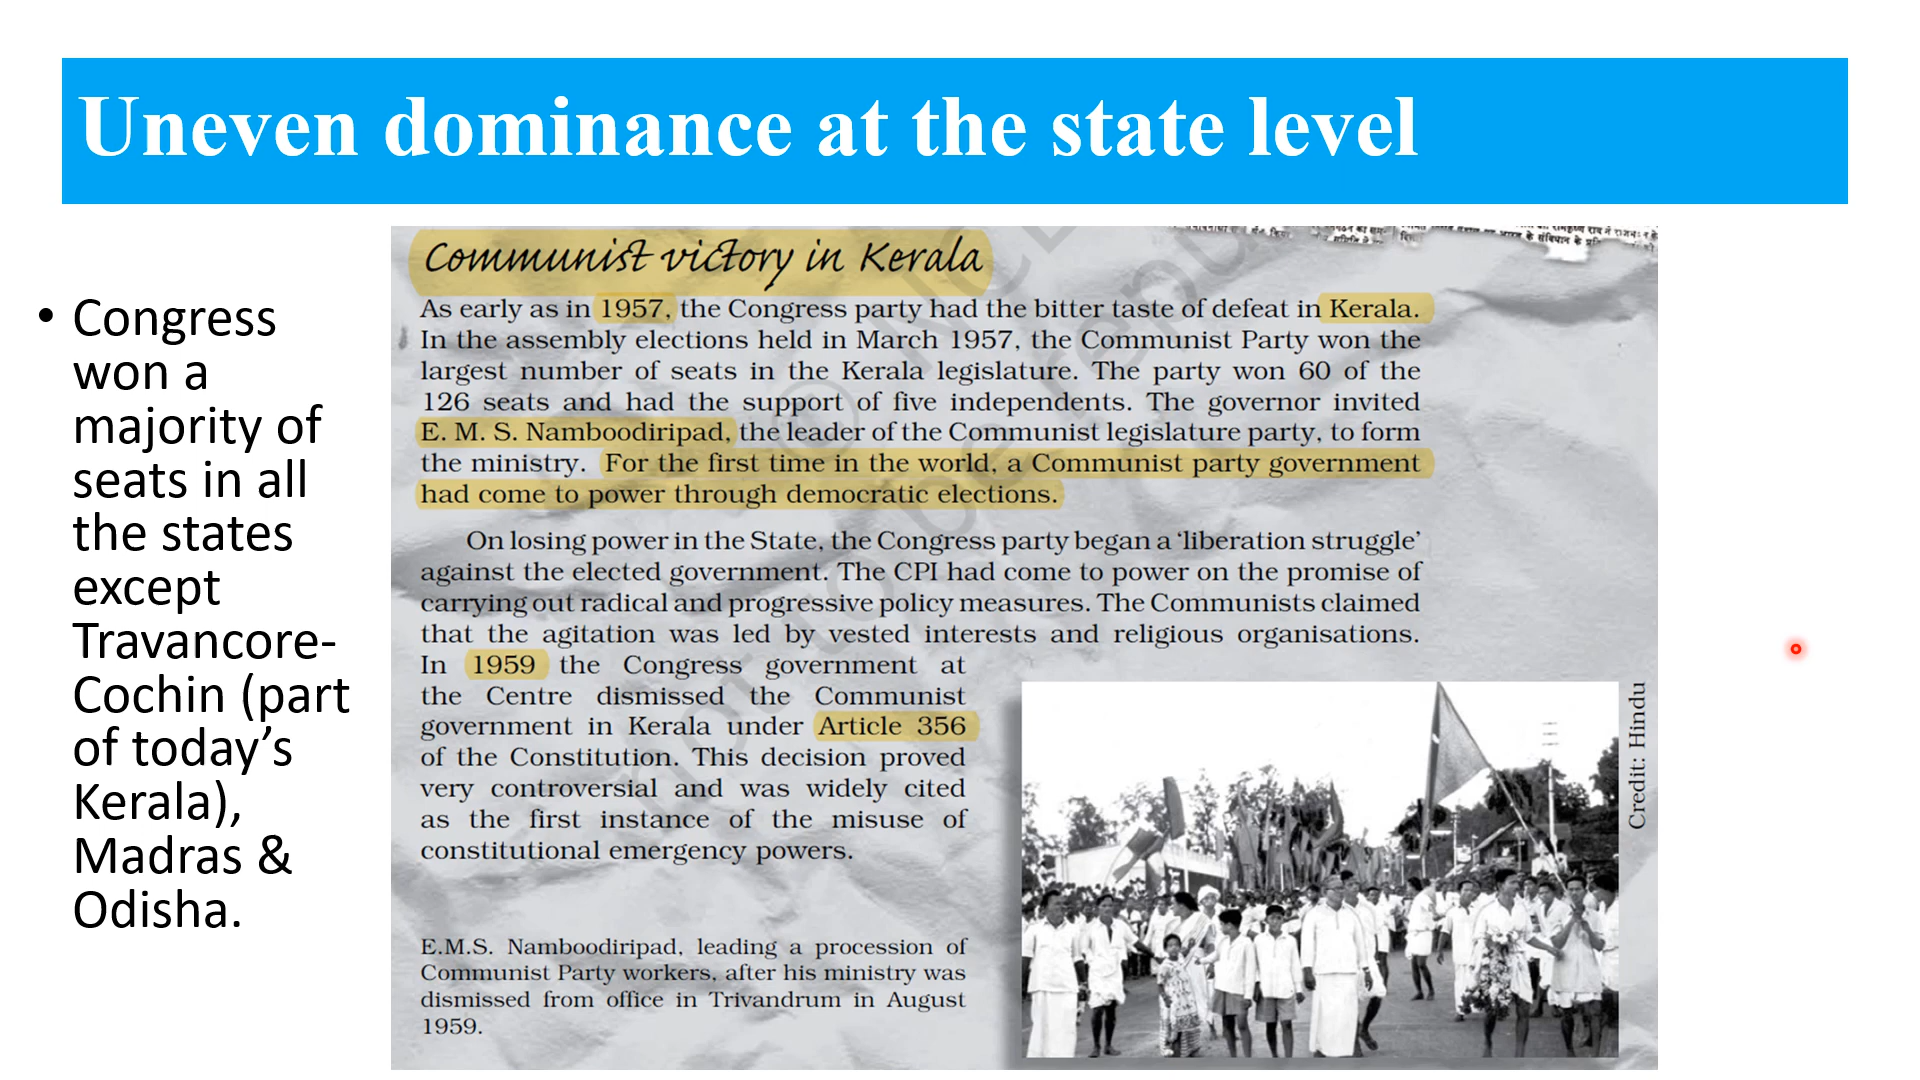 Uneven dominance at the state level
• Congress
won a
majority of
seats in all
the states
except
Travancore-
Cochin (part
of today’s
Kerala),
Madras &
Odisha.
Communist victory in Kerala
As early as in 1957, the Congress party had the bitter taste of defeat in Kerala.
In the assembly elections held in March 1957, the Communist Party won the
largest number of seats in the Kerala legislature. The party won 60 of the
126 seats and had the support of five independents. The governor invited
E. M. S. Namboodiripad, the leader of the Communist legislature party, to form
the ministry. For the first time in the world, a Communist party government
had come to power through democratic elections.
On losing power in the State, the Congress party began a ‘liberation struggle’
against the elected government. The CPI had come to power on the promise of
carrying out radical and progressive policy measures. The Communists claimed
that the agitation was led by vested interests and religious organisations.
In 1959 the Congress government at
the Centre dismissed the Communist
government in Kerala under Article 356
of the Constitution. This decision proved
very controversial and was widely cited
as the first instance of the misuse of
constitutional emergency powers.
E.M.S. Namboodiripad, leading a procession of
Communist Party workers, after his ministry was
dismissed from office in Trivandrum in August
1959.
Credit: Hindu